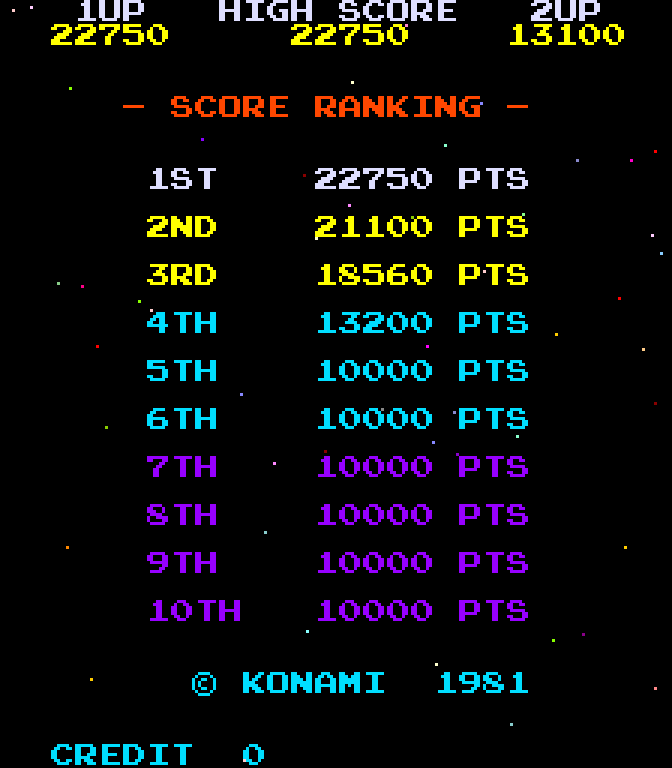 1UP HIGH SCORE 2UP
22750 22750 13100
— SCORE RANKING —
1ST 22750 PTS
2ND 21100 PTS
3RD 18560 PTS
4TH 13200 PTS
5TH 10000 PTS
6TH 10000 PTS
7TH 10000 PTS
8TH 10000 PTS
9TH 10000 PTS
10TH 10000 PTS
© KONAMI 1981
CREDIT 0